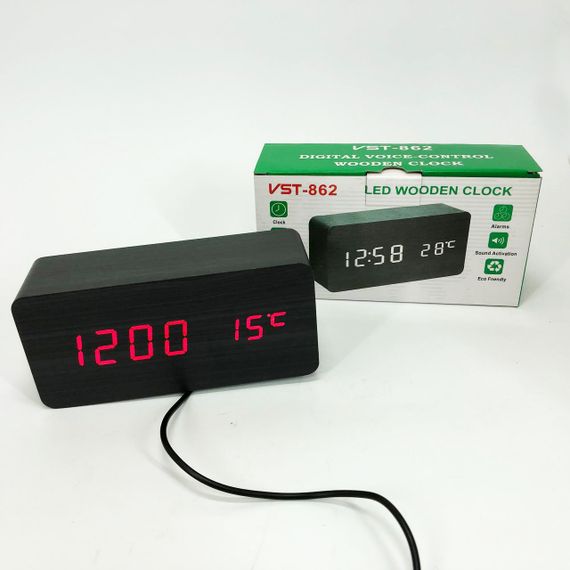 VST-862
DIGITAL VOICE-CONTROL
WOODEN CLOCK
VST-862 LED WOODEN CLOCK
Clock
Alarms
12:58 28°C
Sound Activation
Eco Friendly
1200 15°C